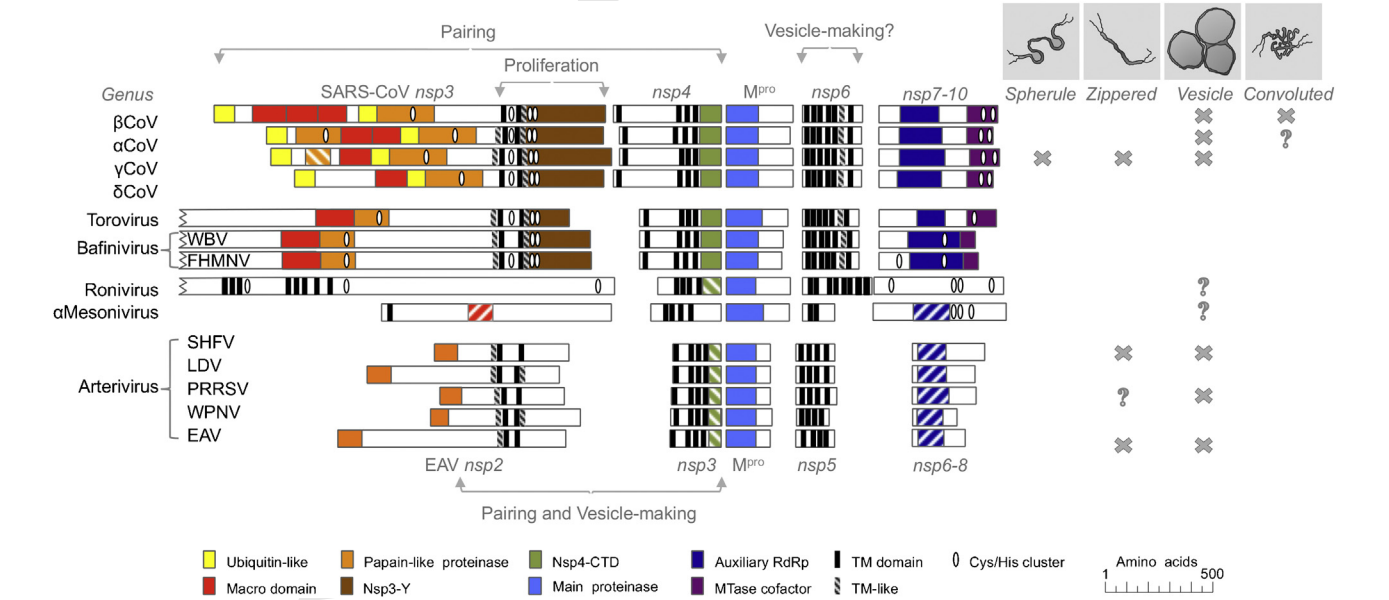 Pairing
Vesicle-making?
Proliferation
Genus
SARS-CoV nsp3
nsp4
Mpro
nsp6
nsp7-10
Spherule
Zippered
Vesicle
Convoluted
βCoV
αCoV
?
γCoV
δCoV
Torovirus
Bafinivirus
WBV
FHMNV
Ronivirus
?
αMesonivirus
?
Arterivirus
SHFV
LDV
PRRSV
?
WPNV
EAV
EAV nsp2
nsp3
Mpro
nsp5
nsp6-8
Pairing and Vesicle-making
Ubiquitin-like
Papain-like proteinase
Nsp4-CTD
Auxiliary RdRp
TM domain
Cys/His cluster
Macro domain
Nsp3-Y
Main proteinase
MTase cofactor
TM-like
Amino acids
1
500